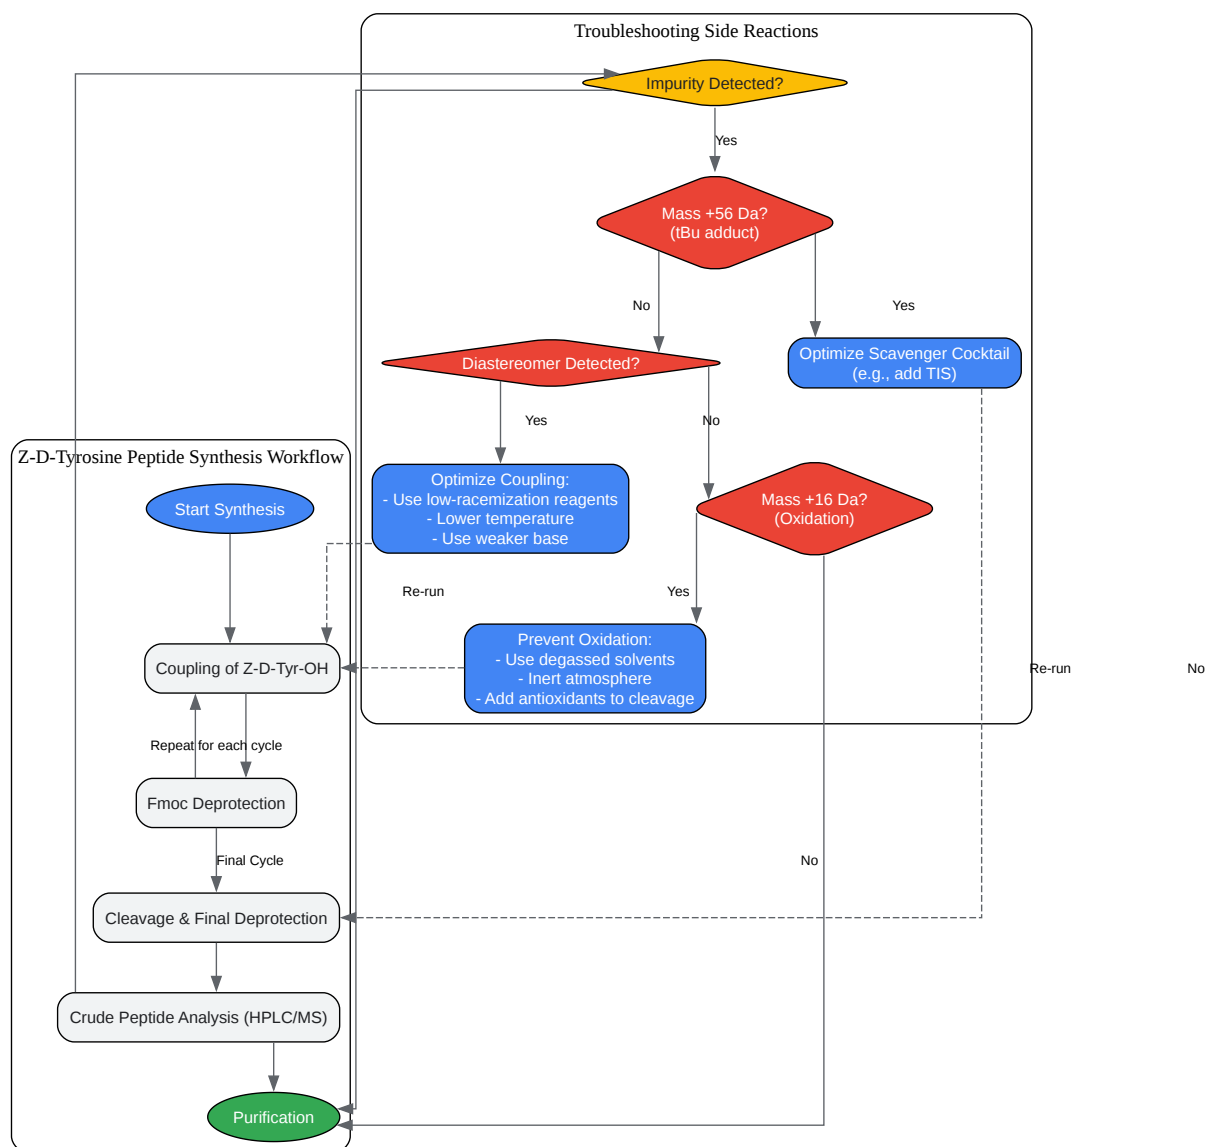 Troubleshooting Side Reactions
Impurity Detected?
Yes
Mass +56 Da?
(tBu adduct)
No
Yes
Optimize Scavenger Cocktail
(e.g., add TIS)
Diastereomer Detected?
Yes
No
Z-D-Tyrosine Peptide Synthesis Workflow
Start Synthesis
Optimize Coupling:
- Use low-racemization reagents
- Lower temperature
- Use weaker base
Mass +16 Da?
(Oxidation)
Re-run
Yes
Coupling of Z-D-Tyr-OH
Prevent Oxidation:
- Use degassed solvents
- Inert atmosphere
- Add antioxidants to cleavage
Re-run
No
Repeat for each cycle
Fmoc Deprotection
Final Cycle
No
Cleavage & Final Deprotection
Crude Peptide Analysis (HPLC/MS)
Purification